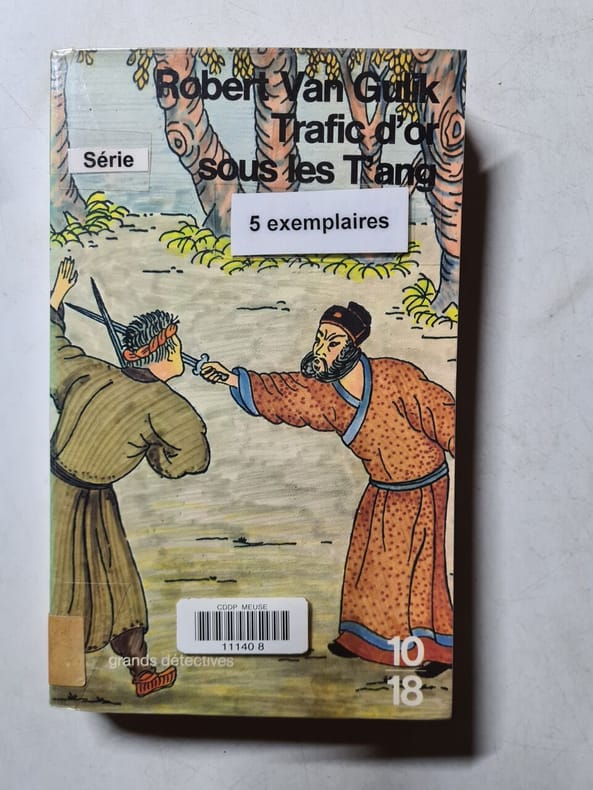 Robert Van Gulik
Trafic d'or
sous les T'ang
Série
5 exemplaires
CDDP MEUSE
11140 8
grands détectives
10
18